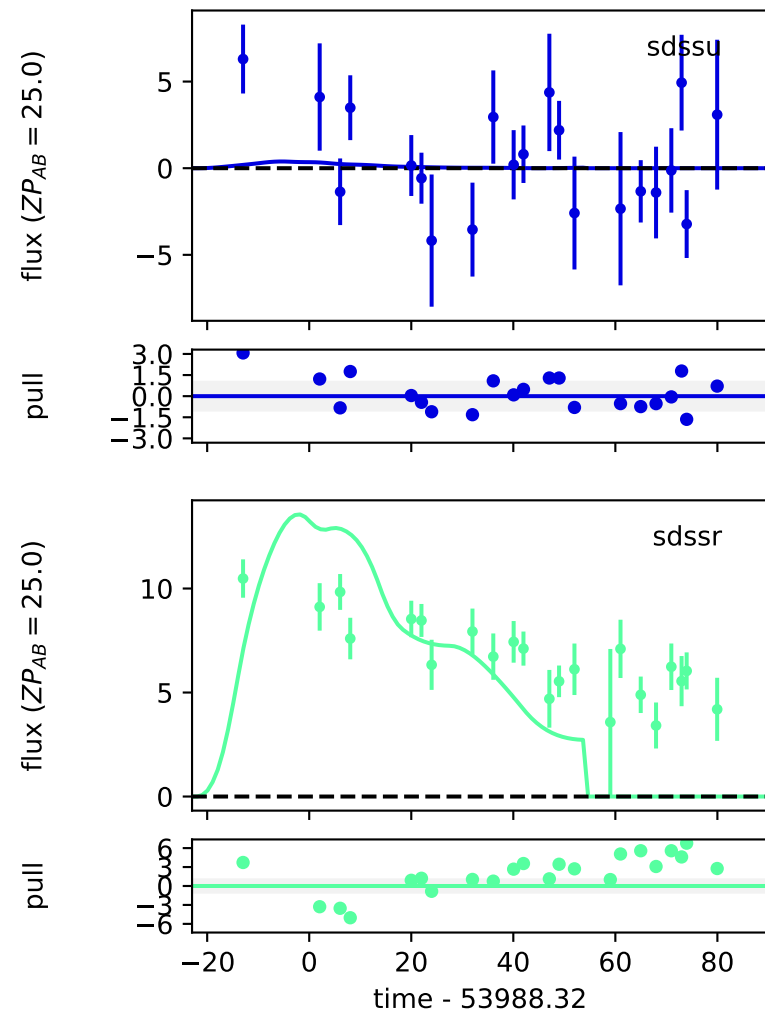 sdssu
flux (ZP_AB = 25.0)
5
0
−5
pull
3.0
1.5
0.0
−1.5
−3.0
sdssr
flux (ZP_AB = 25.0)
10
5
0
pull
6
3
0
−3
−6
−20 0 20 40 60 80
time - 53988.32